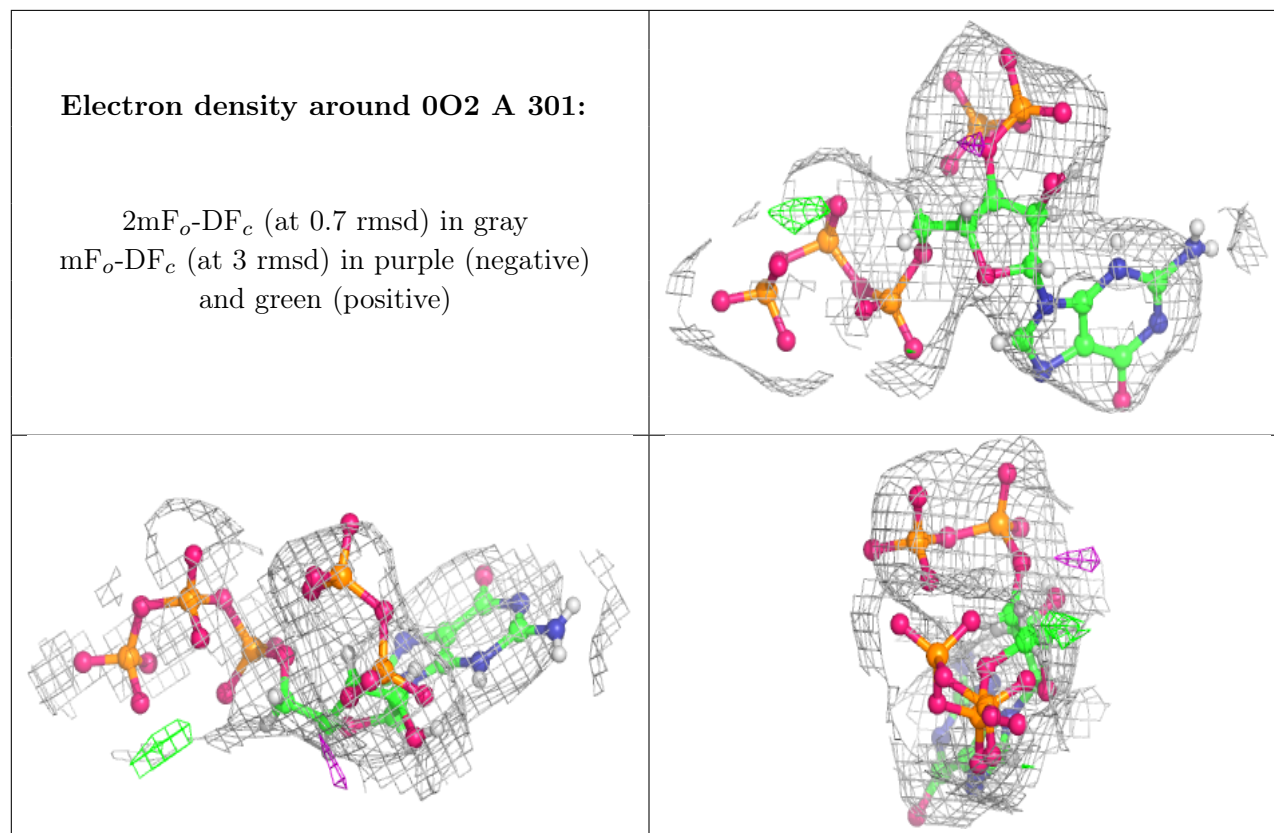 Electron density around 0O2 A 301:
2mFo-DFc (at 0.7 rmsd) in gray
mFo-DFc (at 3 rmsd) in purple (negative)
and green (positive)